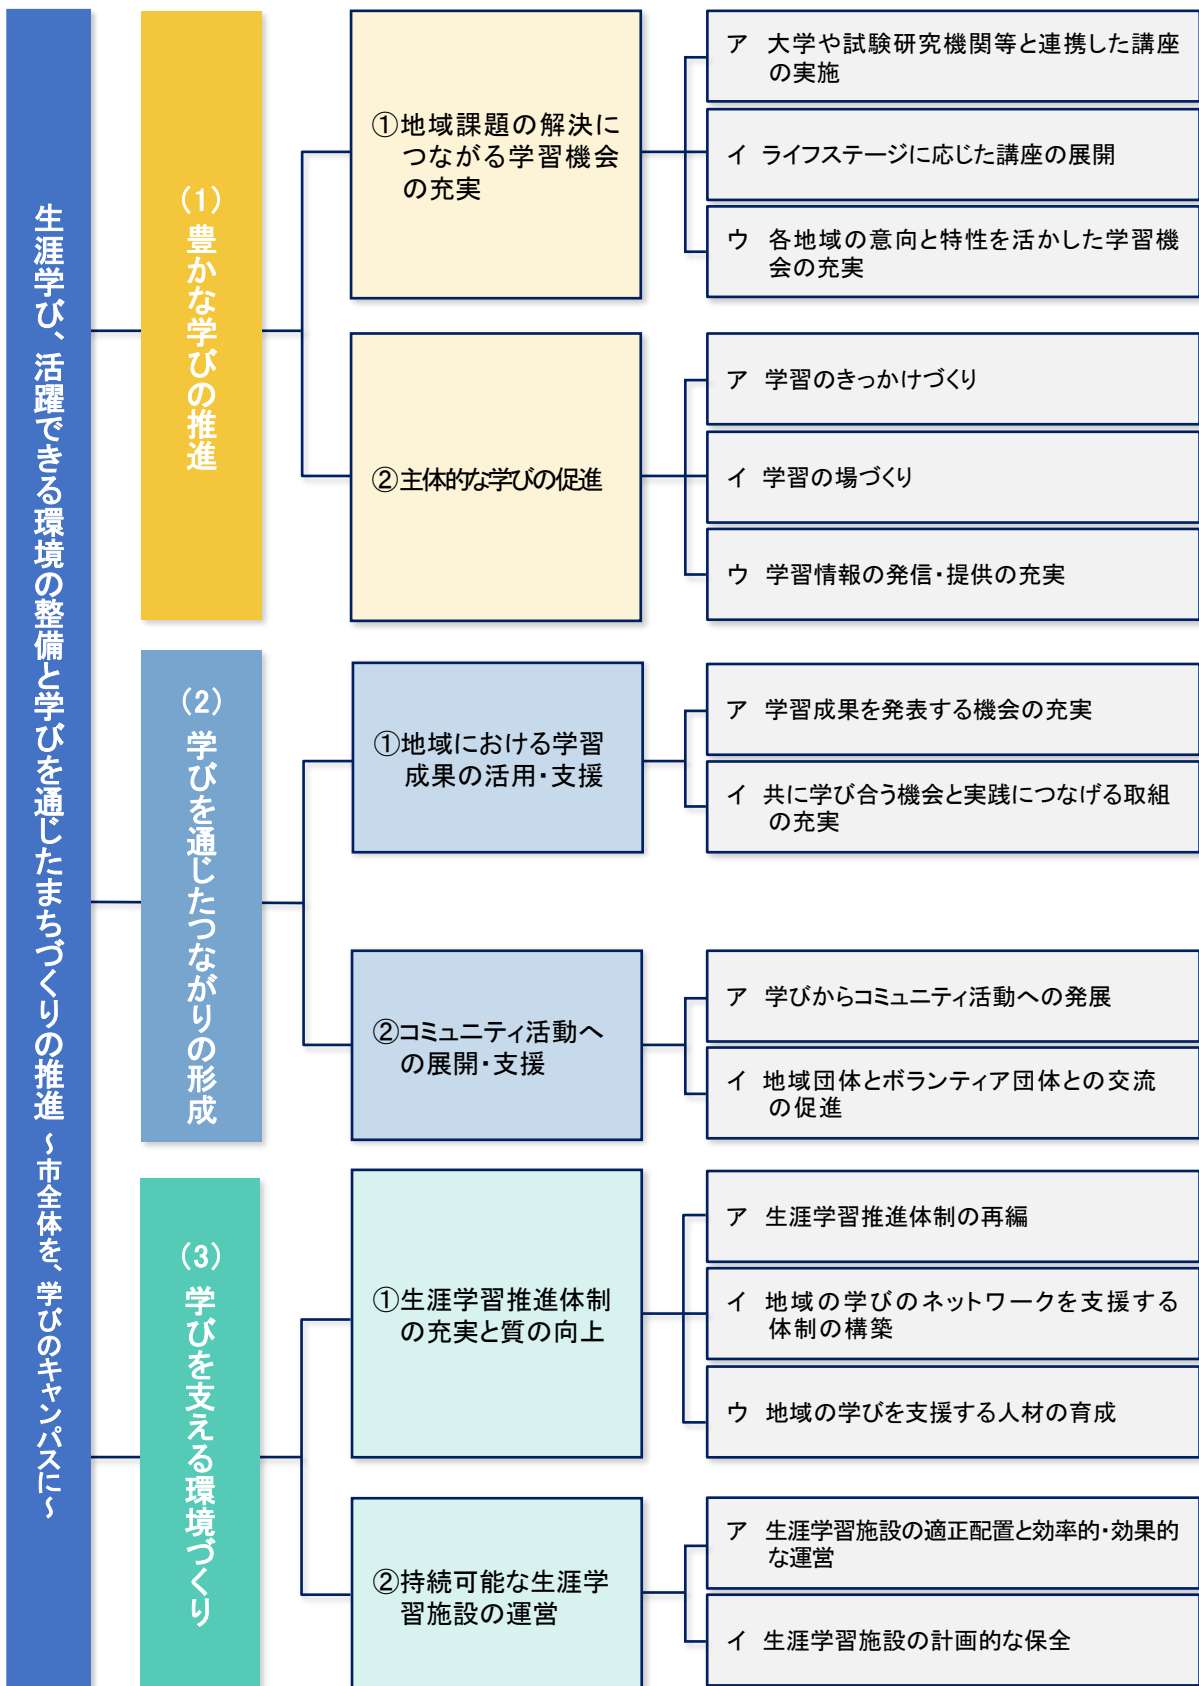 生涯学び、活躍できる環境の整備と学びを通じたまちづくりの推進 ~市全体を、学びのキャンパスに~
(1) 豊かな学びの推進
①地域課題の解決に
つながる学習機会
の充実
ア 大学や試験研究機関等と連携した講座
の実施
イ ライフステージに応じた講座の展開
ウ 各地域の意向と特性を活かした学習機
会の充実
②主体的な学びの促進
ア 学習のきっかけづくり
イ 学習の場づくり
ウ 学習情報の発信・提供の充実
(2) 学びを通じたつながりの形成
①地域における学習
成果の活用・支援
ア 学習成果を発表する機会の充実
イ 共に学び合う機会と実践につなげる取組
の充実
②コミュニティ活動へ
の展開・支援
ア 学びからコミュニティ活動への発展
イ 地域団体とボランティア団体との交流
の促進
(3) 学びを支える環境づくり
①生涯学習推進体制
の充実と質の向上
ア 生涯学習推進体制の再編
イ 地域の学びのネットワークを支援する
体制の構築
ウ 地域の学びを支援する人材の育成
②持続可能な生涯学
習施設の運営
ア 生涯学習施設の適正配置と効率的・効果的
な運営
イ 生涯学習施設の計画的な保全